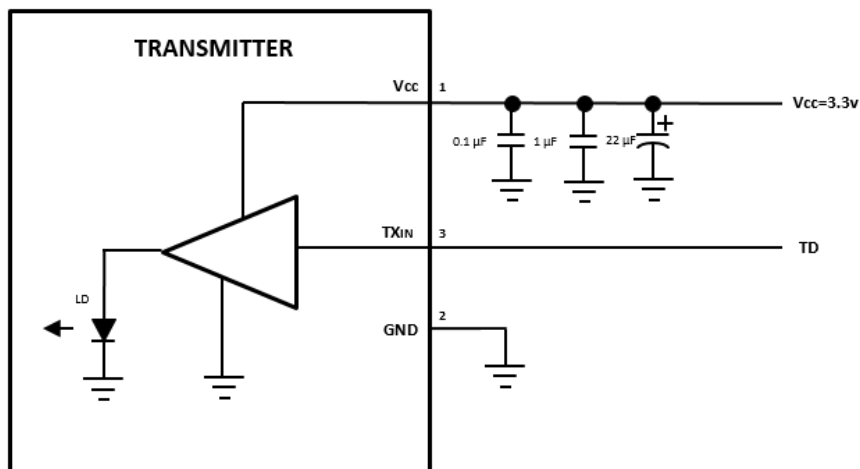 TRANSMITTER
Vcc 1
Vcc=3.3v
0.1 µF 1 µF 22 µF +
TXIN 3
TD
LD
GND 2